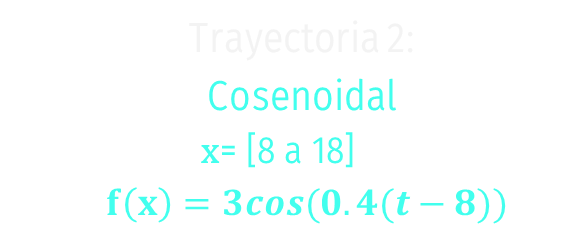 Trayectoria 2:
Cosenoidal
x= [8 a 18]
f(x) = 3cos(0.4(t − 8))